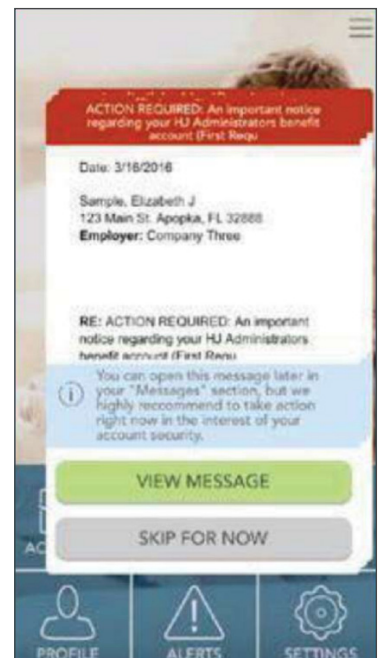 ACTION REQUIRED: An important notice
regarding your HJ Administrators benefit
account (First Requ
Date: 3/16/2016
Sample, Elizabeth J
123 Main St. Apopka, FL 32888
Employer: Company Three
RE: ACTION REQUIRED: An important
notice regarding your HJ Administrators
benefit account (First Requ
You can open this message later in
your "Messages" section, but we
highly reccommend to take action
right now in the interest of your
account security.
VIEW MESSAGE
SKIP FOR NOW
AC
PROFILE
ALERTS
SETTINGS